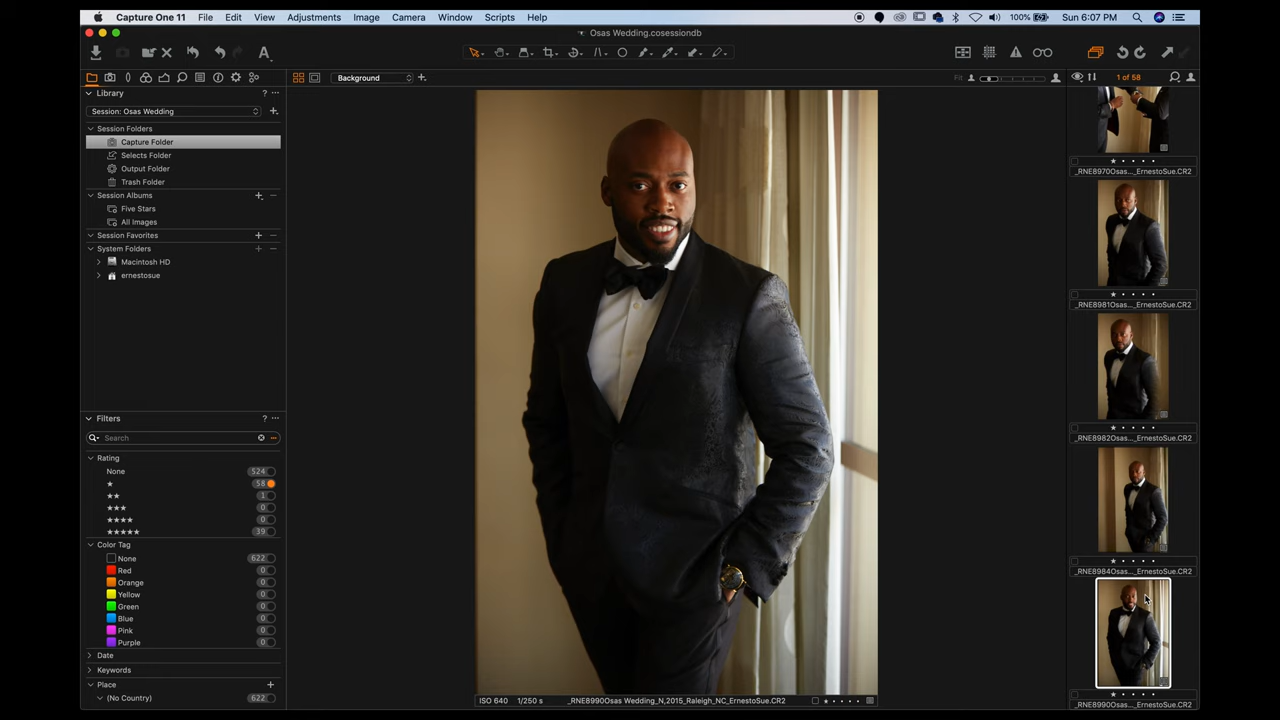 Capture One 11 File Edit View Adjustments Image Camera Window Scripts Help 100% Sun 6:07 PM
Osas Wedding.cosessiondb
Background
Fit
1 of 58
Library
Session: Osas Wedding
Session Folders
Capture Folder
Selects Folder
Output Folder
Trash Folder
Session Albums
Five Stars
All Images
Session Favorites
System Folders
Macintosh HD
ernestosue
Filters
Search
Rating
None 524
★ 58
★★ 1
★★★ 0
★★★★ 0
★★★★★ 39
Color Tag
None 622
Red 0
Orange 0
Yellow 0
Green 0
Blue 0
Pink 0
Purple 0
Date
Keywords
Place
(No Country) 622
ISO 640 1/250 s _RNE8990Osas Wedding_N,2015_Raleigh_NC_ErnestoSue.CR2
_RNE8970Osas..._ErnestoSue.CR2
_RNE8981Osas..._ErnestoSue.CR2
_RNE8982Osas..._ErnestoSue.CR2
_RNE8984Osas..._ErnestoSue.CR2
_RNE8990Osas..._ErnestoSue.CR2